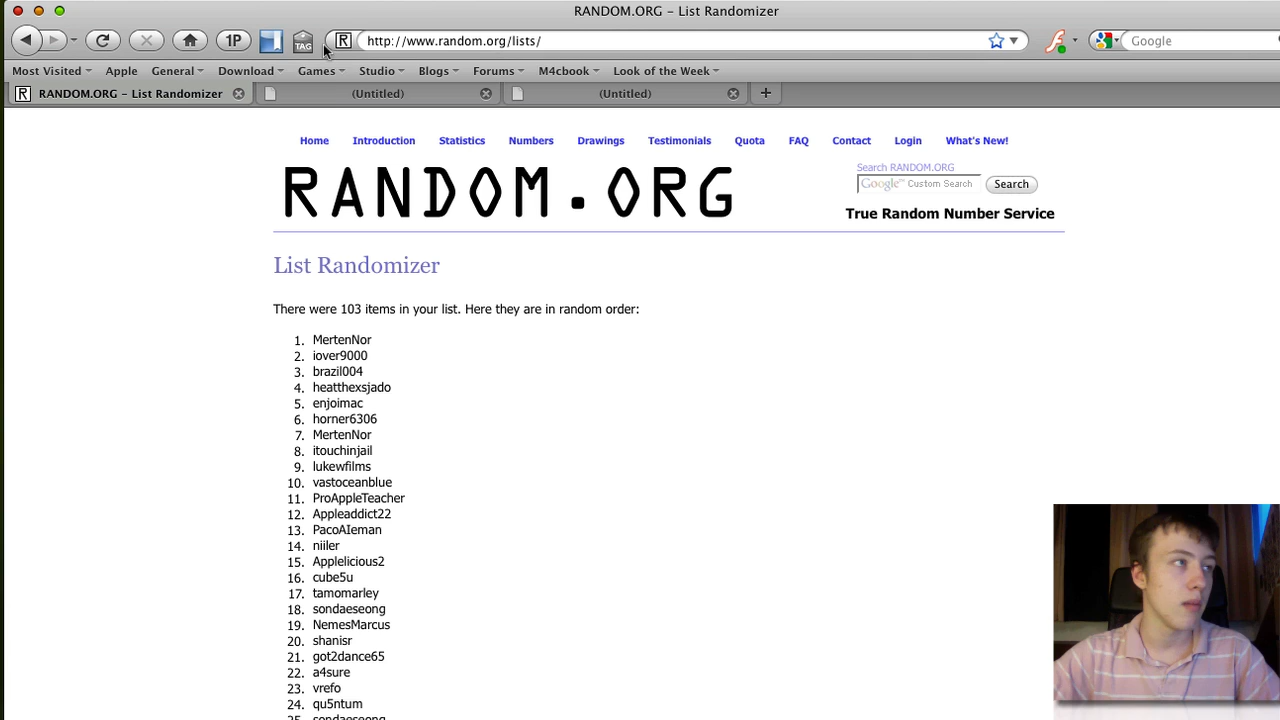 RANDOM.ORG – List Randomizer
1P
TAG
R http://www.random.org/lists/
Google
Most Visited Apple General Download Games Studio Blogs Forums M4cbook Look of the Week
R RANDOM.ORG – List Randomizer (Untitled) (Untitled) +
Home Introduction Statistics Numbers Drawings Testimonials Quota FAQ Contact Login What's New!
RANDOM.ORG
Search RANDOM.ORG
Google™ Custom Search Search
True Random Number Service
List Randomizer
There were 103 items in your list. Here they are in random order:
1. MertenNor
2. iover9000
3. brazil004
4. heatthexsjado
5. enjoimac
6. horner6306
7. MertenNor
8. itouchinjail
9. lukewfilms
10. vastoceanblue
11. ProAppleTeacher
12. Appleaddict22
13. PacoAIeman
14. niiler
15. Applelicious2
16. cube5u
17. tamomarley
18. sondaeseong
19. NemesMarcus
20. shanisr
21. got2dance65
22. a4sure
23. vrefo
24. qu5ntum
25. sondaeseong